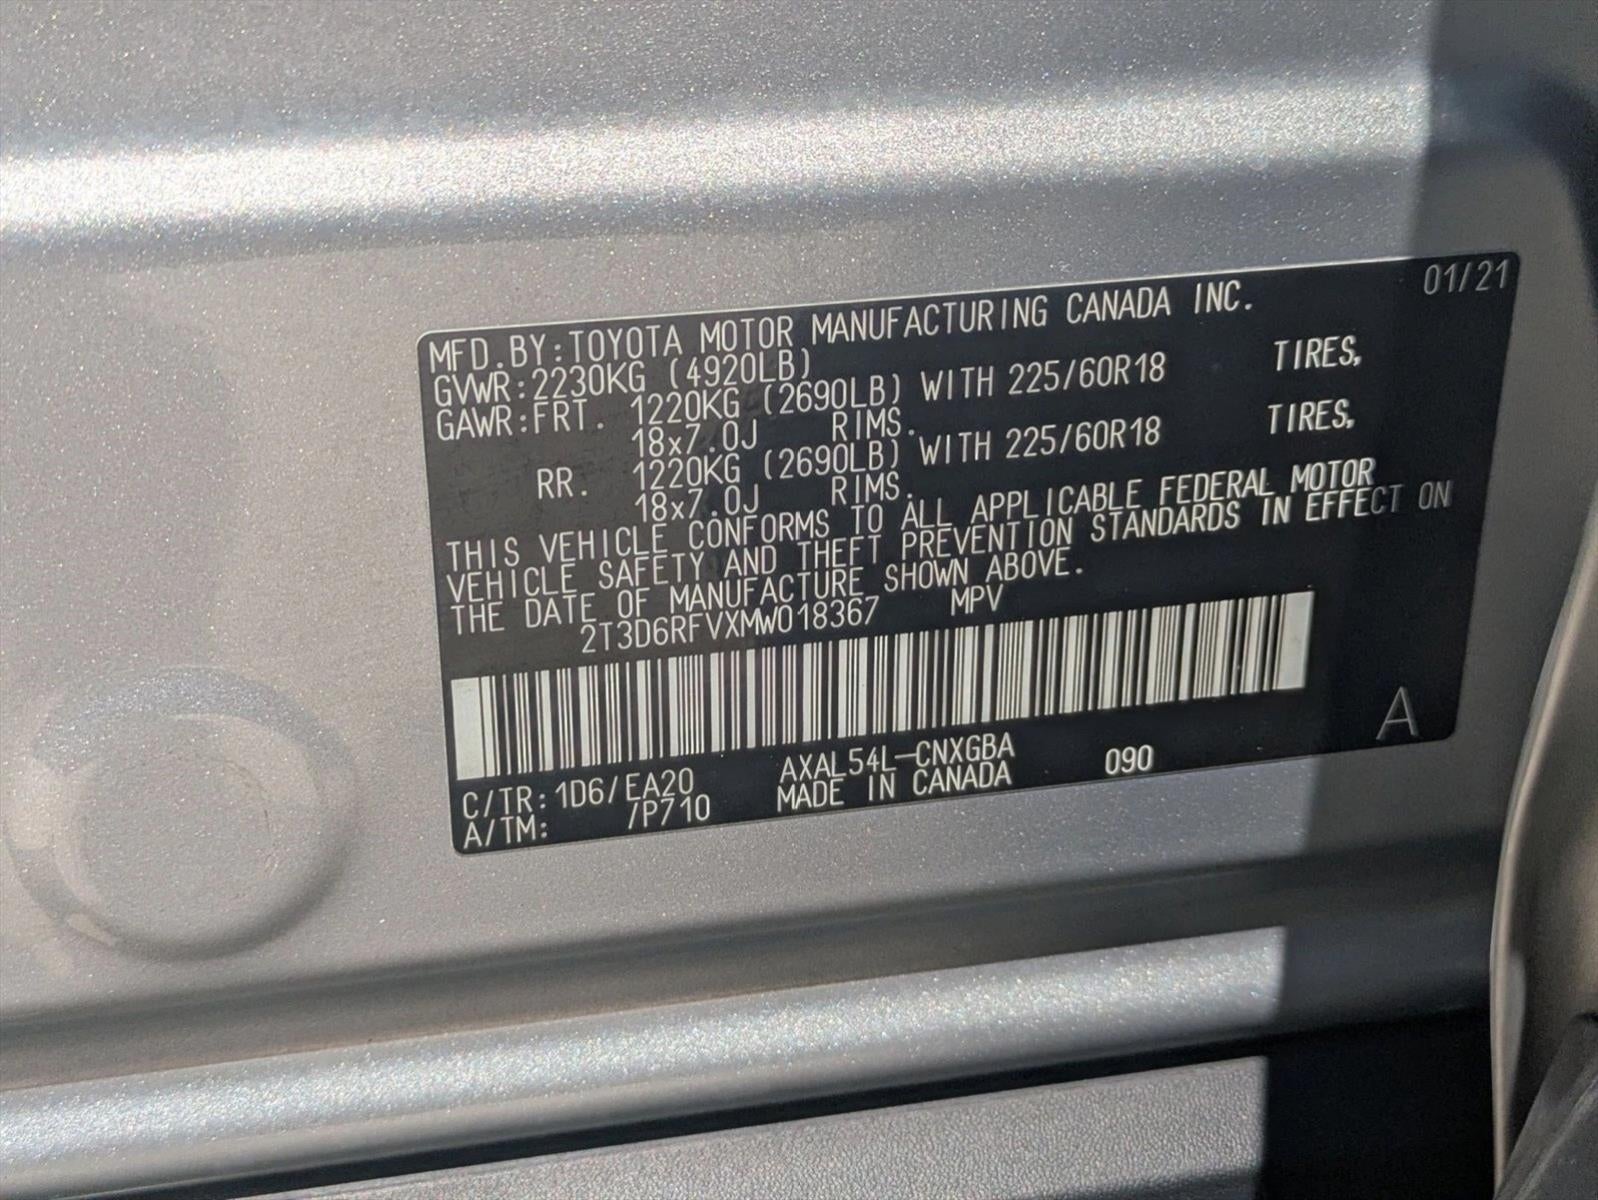 01/21
MFD.BY:TOYOTA MOTOR MANUFACTURING CANADA INC.
GVWR:2230KG (4920LB)
GAWR:FRT. 1220KG (2690LB) WITH 225/60R18 TIRES,
18x7.0J RIMS.
RR. 1220KG (2690LB) WITH 225/60R18 TIRES,
18x7.0J RIMS.
THIS VEHICLE CONFORMS TO ALL APPLICABLE FEDERAL MOTOR
VEHICLE SAFETY AND THEFT PREVENTION STANDARDS IN EFFECT ON
THE DATE OF MANUFACTURE SHOWN ABOVE.
2T3D6RFVXMW018367 MPV
A
C/TR:1D6/EA20 AXAL54L-CNXGBA 090
A/TM: /P710 MADE IN CANADA